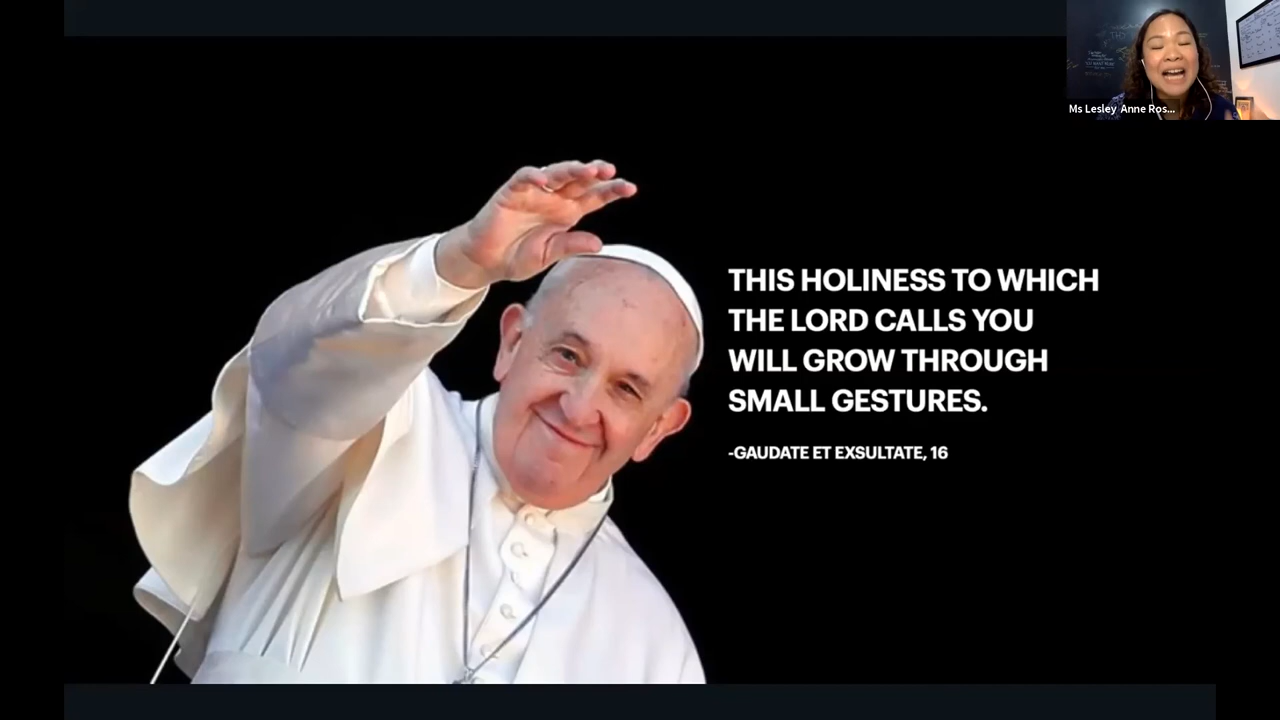 Ms Lesley Anne Ros...
THIS HOLINESS TO WHICH
THE LORD CALLS YOU
WILL GROW THROUGH
SMALL GESTURES.
-GAUDATE ET EXSULTATE, 16